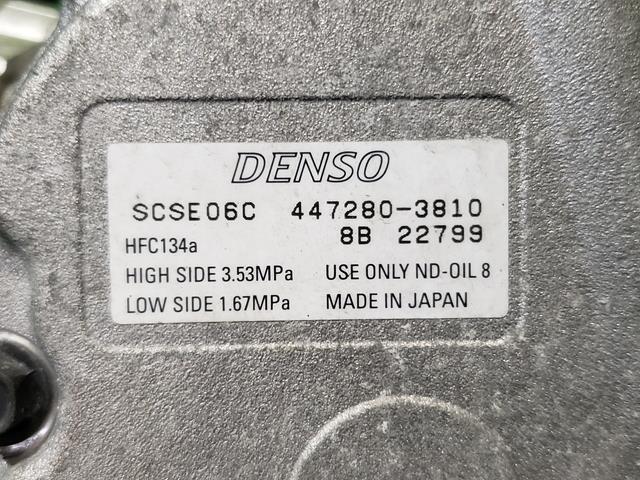 DENSO
SCSE06C 447280-3810
HFC134a 8B 22799
HIGH SIDE 3.53MPa USE ONLY ND-OIL 8
LOW SIDE 1.67MPa MADE IN JAPAN